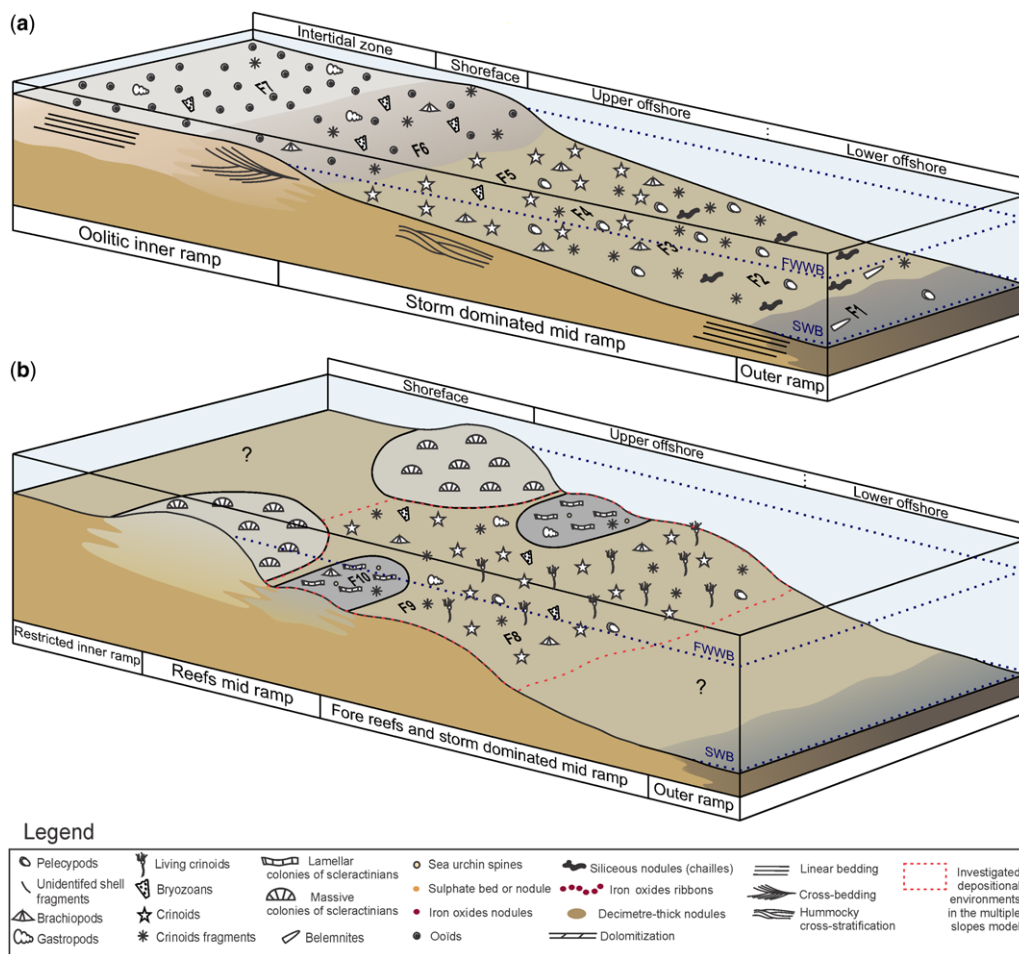 (a)
Intertidal zone
Shoreface
Upper offshore
Lower offshore
F7
F6
F5
F4
F3
F2
F1
FWWB
SWB
Oolitic inner ramp
Storm dominated mid ramp
Outer ramp
(b)
Shoreface
Upper offshore
Lower offshore
?
F10
F9
F8
FWWB
?
SWB
Restricted inner ramp
Reefs mid ramp
Fore reefs and storm dominated mid ramp
Outer ramp
Legend
Pelecypods
Unidentifed shell
fragments
Brachiopods
Gastropods
Living crinoids
Bryozoans
Crinoids
Crinoids fragments
Lamellar
colonies of scleractinians
Massive
colonies of scleractinians
Belemnites
Sea urchin spines
Sulphate bed or nodule
Iron oxides nodules
Ooïds
Siliceous nodules (chailles)
Iron oxides ribbons
Decimetre-thick nodules
Dolomitization
Linear bedding
Cross-bedding
Hummocky
cross-stratification
Investigated
depositional
environments
in the multiple
slopes model